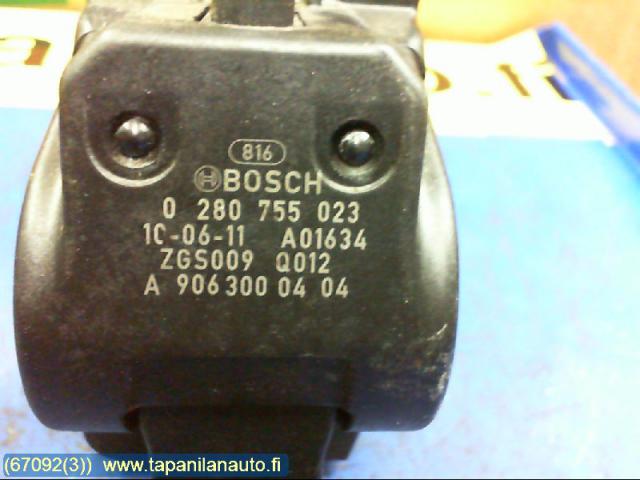 816
BOSCH
0 280 755 023
10-06-11 A01634
ZGS009 Q012
A 906 300 04 04
(67092(3)) www.tapanilanauto.fi